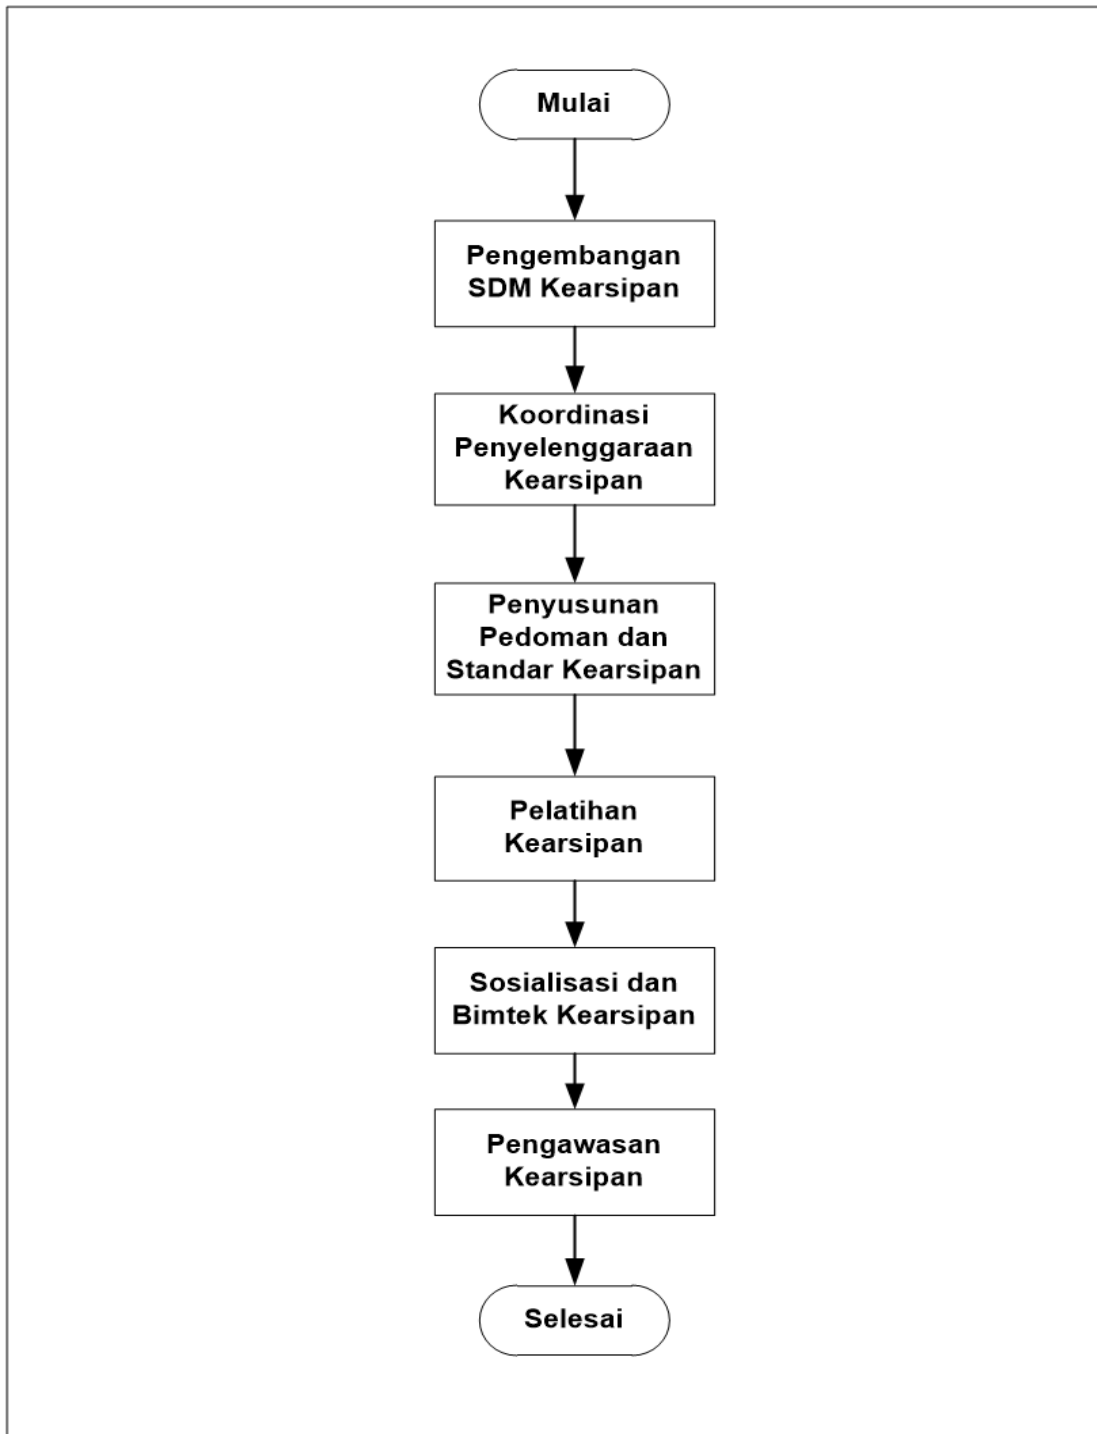 Mulai
Pengembangan
SDM Kearsipan
Koordinasi
Penyelenggaraan
Kearsipan
Penyusunan
Pedoman dan
Standar Kearsipan
Pelatihan
Kearsipan
Sosialisasi dan
Bimtek Kearsipan
Pengawasan
Kearsipan
Selesai